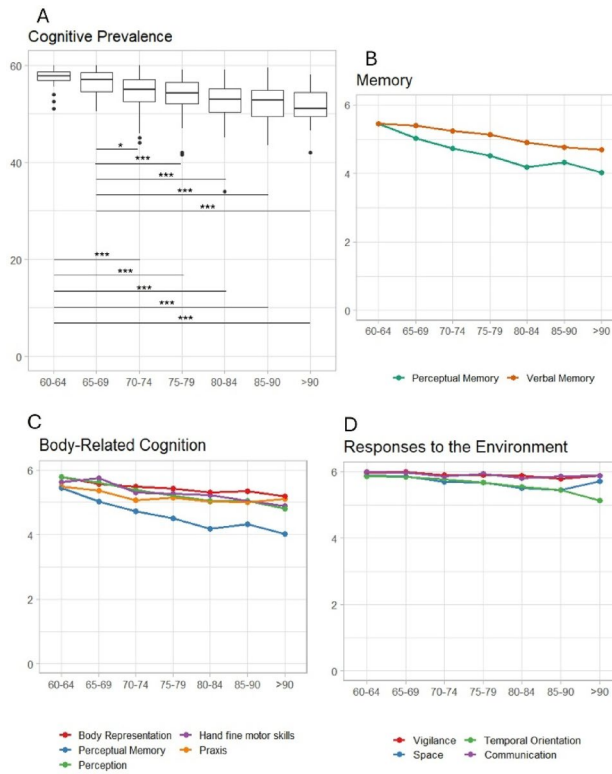 A
Cognitive Prevalence
60
40
20
0
*
***
***
***
***
***
***
***
***
***
60-64 65-69 70-74 75-79 80-84 85-90 >90
B
Memory
6
4
2
0
60-64 65-69 70-74 75-79 80-84 85-90 >90
Perceptual Memory Verbal Memory
C
Body-Related Cognition
6
4
2
0
60-64 65-69 70-74 75-79 80-84 85-90 >90
Body Representation Hand fine motor skills
Perceptual Memory Praxis
Perception
D
Responses to the Environment
6
4
2
0
60-64 65-69 70-74 75-79 80-84 85-90 >90
Vigilance Temporal Orientation
Space Communication